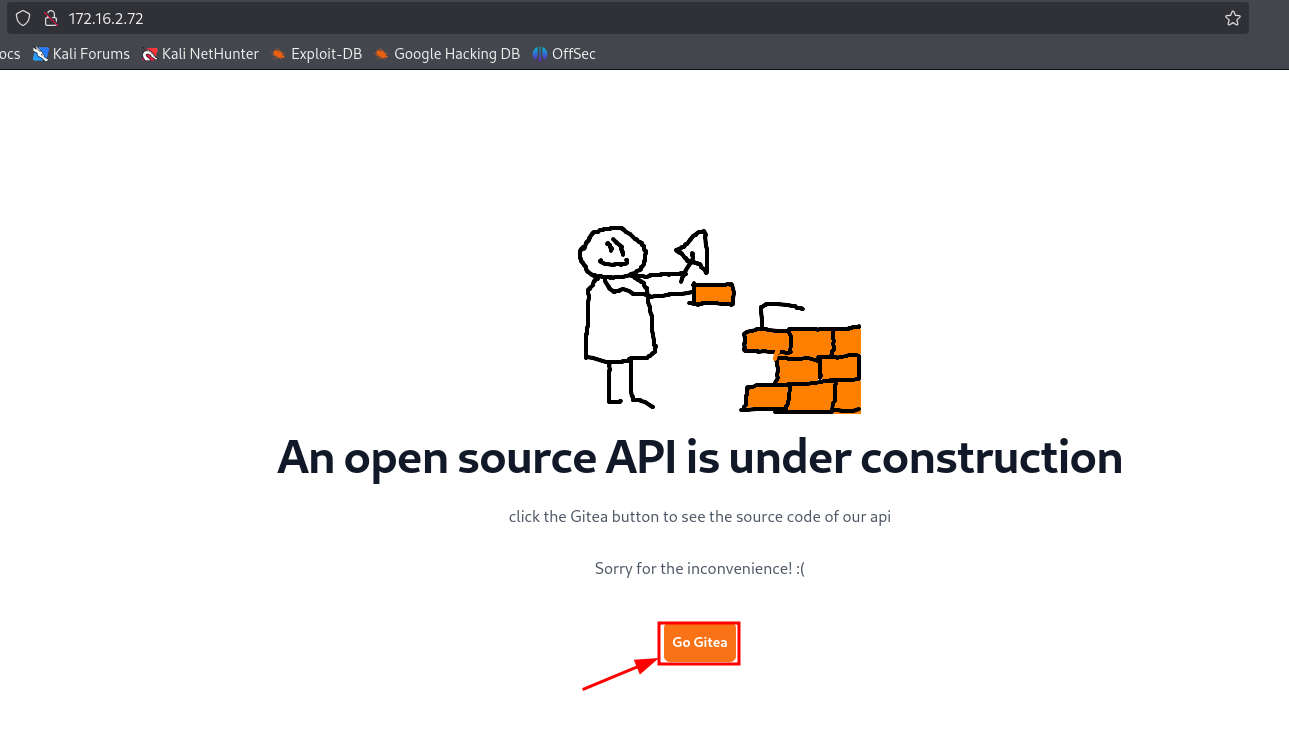 172.16.2.72
ocs Kali Forums Kali NetHunter Exploit-DB Google Hacking DB OffSec
An open source API is under construction
click the Gitea button to see the source code of our api
Sorry for the inconvenience! :(
Go Gitea